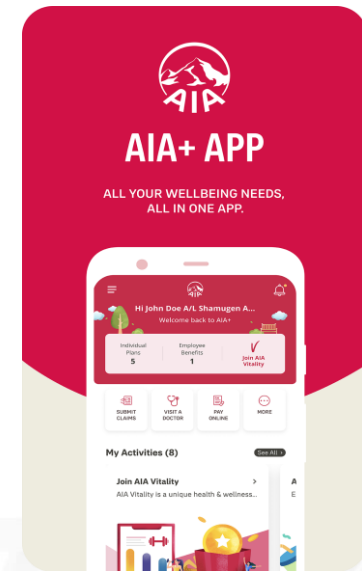 AIA
AIA+ APP
ALL YOUR WELLBEING NEEDS,
ALL IN ONE APP.
AIA
Hi John Doe A/L Shamugen A...
Welcome back to AIA+
Individual Plans 5
Employee Benefits 1
Join AIA Vitality
SUBMIT CLAIMS
VISIT A DOCTOR
PAY ONLINE
MORE
My Activities (8)
See All >
Join AIA Vitality >
AIA Vitality is a unique health & wellness...
A
E